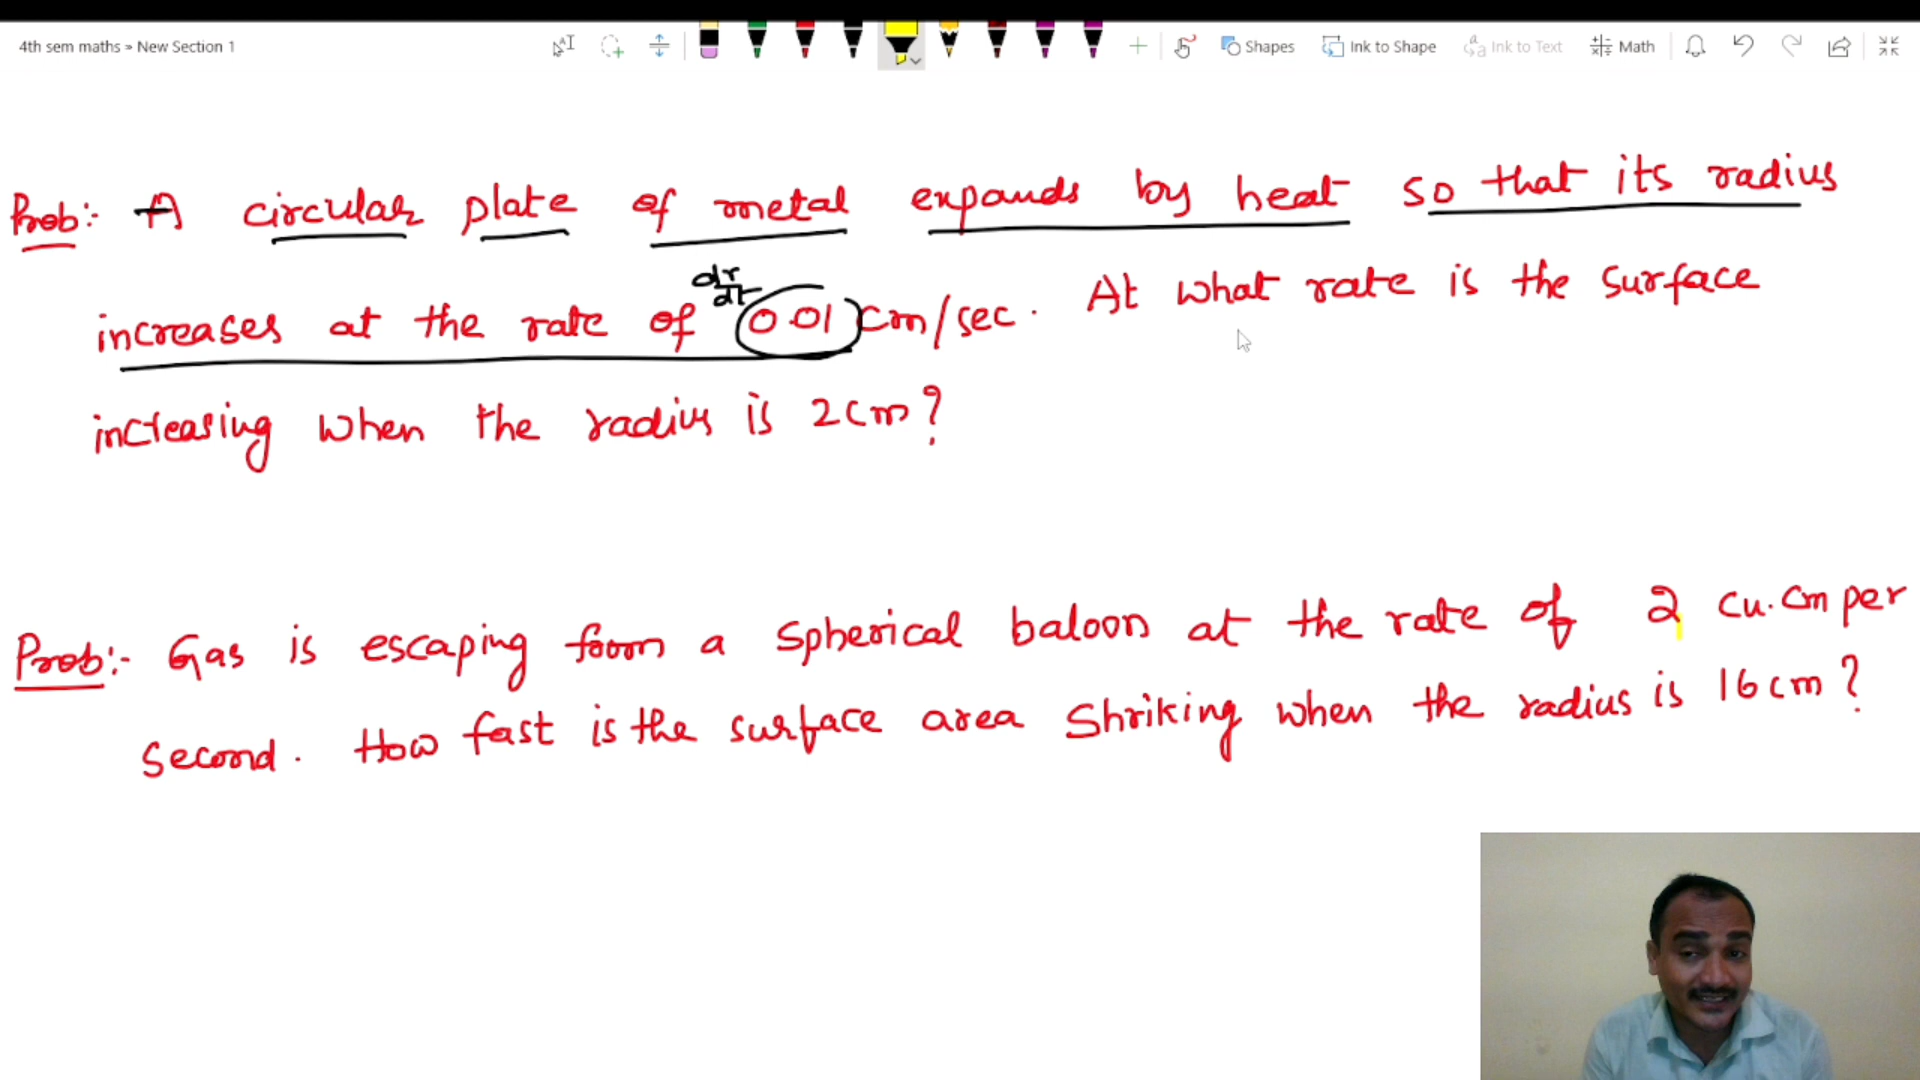 4th sem maths » New Section 1
Shapes
Ink to Shape
Ink to Text
Math
Prob:- A circular plate of metal expands by heat so that its radius
dr/dt
increases at the rate of 0.01 cm/sec. At what rate is the surface
increasing when the radius is 2cm?
Prob:- Gas is escaping from a spherical baloon at the rate of 2 cu.cm per
second. How fast is the surface area shriking when the radius is 16cm?